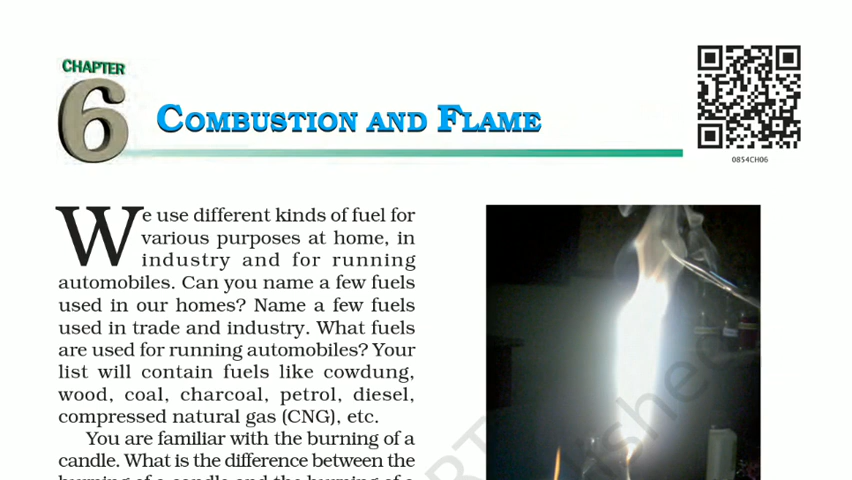 CHAPTER
6
COMBUSTION AND FLAME
0854CH06
We use different kinds of fuel for
various purposes at home, in
industry and for running
automobiles. Can you name a few fuels
used in our homes? Name a few fuels
used in trade and industry. What fuels
are used for running automobiles? Your
list will contain fuels like cowdung,
wood, coal, charcoal, petrol, diesel,
compressed natural gas (CNG), etc.
You are familiar with the burning of a
candle. What is the difference between the